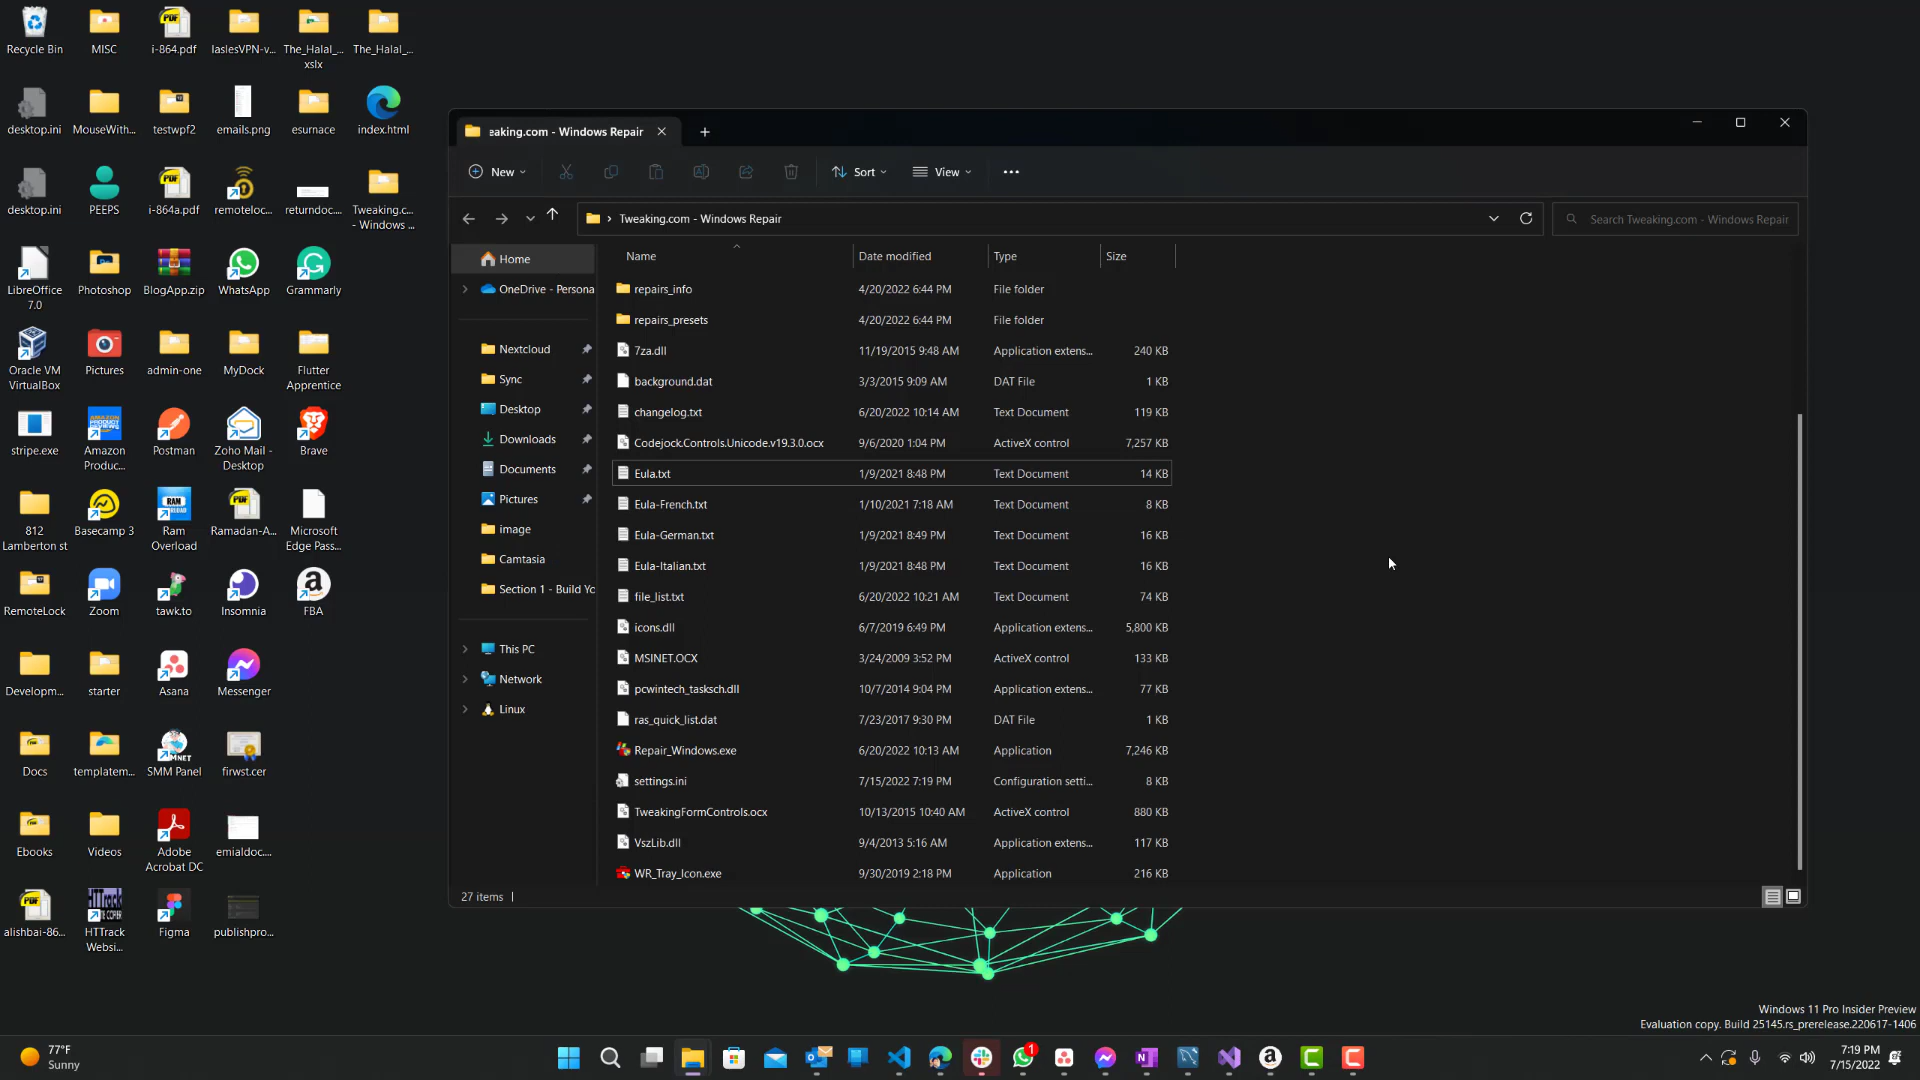 Recycle Bin
MISC
i-864.pdf
laslesVPN-v...
The_Halal_...
xslx
The_Halal_...
desktop.ini
MouseWith...
testwpf2
emails.png
esurnace
index.html
desktop.ini
PEEPS
i-864a.pdf
remoteloc...
returndoc...
Tweaking.c...
- Windows ...
LibreOffice
7.0
Photoshop
BlogApp.zip
WhatsApp
Grammarly
Oracle VM
VirtualBox
Pictures
admin-one
MyDock
Flutter
Apprentice
stripe.exe
Amazon
Produc...
Postman
Zoho Mail -
Desktop
Brave
812
Lamberton st
Basecamp 3
Ram
Overload
Ramadan-A...
Microsoft
Edge Pass...
RemoteLock
Zoom
tawk.to
Insomnia
FBA
Developm...
starter
Asana
Messenger
Docs
templatem...
SMM Panel
firwst.cer
Ebooks
Videos
Adobe
Acrobat DC
emialdoc....
alishbai-86...
HTTrack
Websi...
Figma
publishpro...
eaking.com - Windows Repair
New
Sort
View
Tweaking.com - Windows Repair
Search Tweaking.com - Windows Repair
Home
OneDrive - Persona
Nextcloud
Sync
Desktop
Downloads
Documents
Pictures
image
Camtasia
Section 1 - Build Yo
This PC
Network
Linux
Name Date modified Type Size
repairs_info 4/20/2022 6:44 PM File folder
repairs_presets 4/20/2022 6:44 PM File folder
7za.dll 11/19/2015 9:48 AM Application extens... 240 KB
background.dat 3/3/2015 9:09 AM DAT File 1 KB
changelog.txt 6/20/2022 10:14 AM Text Document 119 KB
Codejock.Controls.Unicode.v19.3.0.ocx 9/6/2020 1:04 PM ActiveX control 7,257 KB
Eula.txt 1/9/2021 8:48 PM Text Document 14 KB
Eula-French.txt 1/10/2021 7:18 AM Text Document 8 KB
Eula-German.txt 1/9/2021 8:49 PM Text Document 16 KB
Eula-Italian.txt 1/9/2021 8:48 PM Text Document 16 KB
file_list.txt 6/20/2022 10:21 AM Text Document 74 KB
icons.dll 6/7/2019 6:49 PM Application extens... 5,800 KB
MSINET.OCX 3/24/2009 3:52 PM ActiveX control 133 KB
pcwintech_tasksch.dll 10/7/2014 9:04 PM Application extens... 77 KB
ras_quick_list.dat 7/23/2017 9:30 PM DAT File 1 KB
Repair_Windows.exe 6/20/2022 10:13 AM Application 7,246 KB
settings.ini 7/15/2022 7:19 PM Configuration setti... 8 KB
TweakingFormControls.ocx 10/13/2015 10:40 AM ActiveX control 880 KB
VszLib.dll 9/4/2013 5:16 AM Application extens... 117 KB
WR_Tray_Icon.exe 9/30/2019 2:18 PM Application 216 KB
27 items
Windows 11 Pro Insider Preview
Evaluation copy. Build 25145.rs_prerelease.220617-1406
77°F
Sunny
1
7:19 PM
7/15/2022